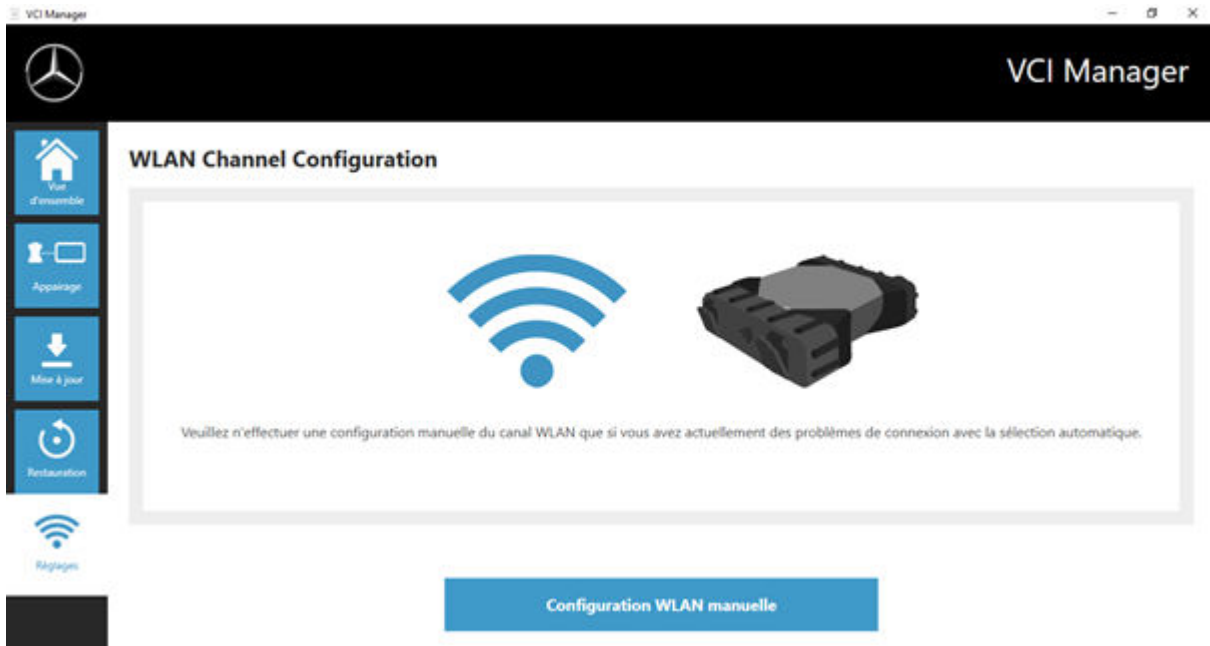 VCI Manager
VCI Manager
Vue
d'ensemble
Appairage
Mise à jour
Restauration
Réglages
WLAN Channel Configuration
Veuillez n'effectuer une configuration manuelle du canal WLAN que si vous avez actuellement des problèmes de connexion avec la sélection automatique.
Configuration WLAN manuelle